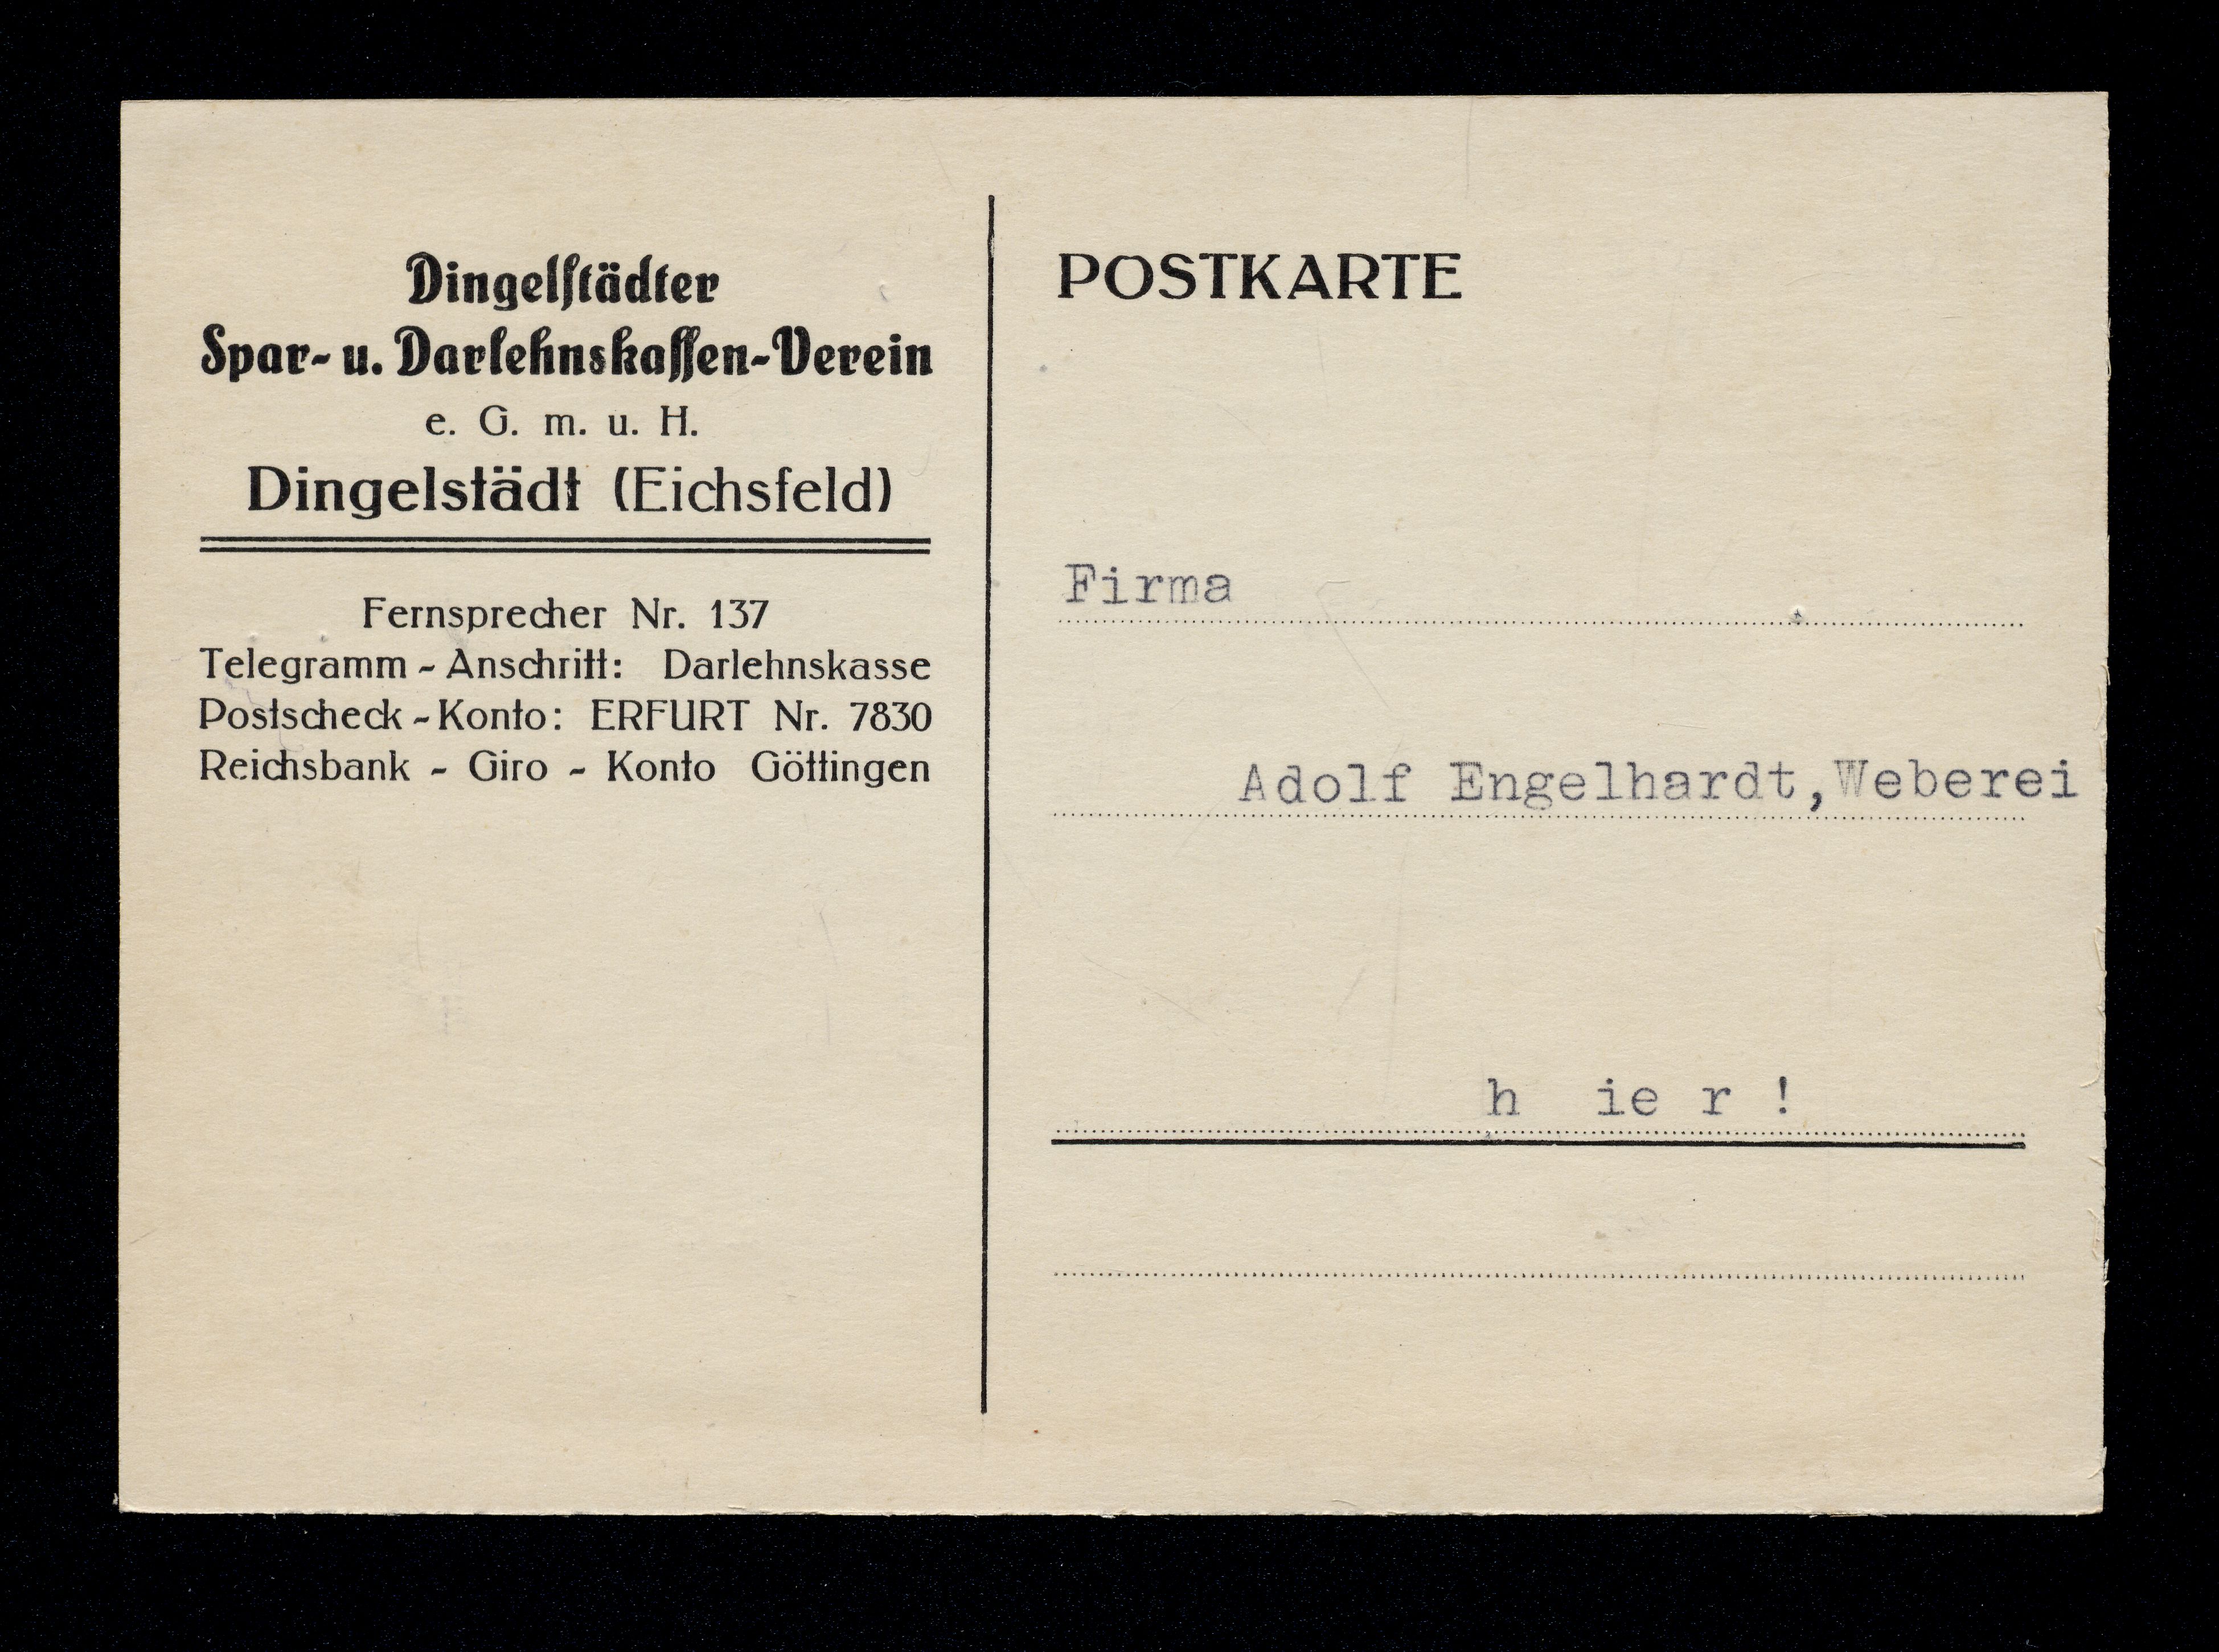 Dingelſtädter
Spar- u. Darlehnskaſſen-Verein
e. G. m. u. H.
Dingelstädt (Eichsfeld)
Fernsprecher Nr. 137
Telegramm - Anschrift: Darlehnskasse
Postscheck - Konto: ERFURT Nr. 7830
Reichsbank - Giro - Konto Göttingen
POSTKARTE
Firma
Adolf Engelhardt,Weberei
h ie r !